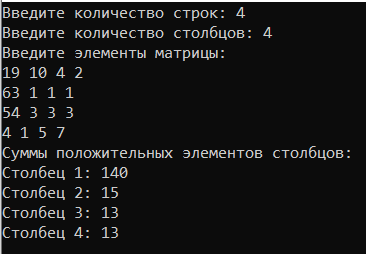 Введите количество строк: 4
Введите количество столбцов: 4
Введите элементы матрицы:
19 10 4 2
63 1 1 1
54 3 3 3
4 1 5 7
Суммы положительных элементов столбцов:
Столбец 1: 140
Столбец 2: 15
Столбец 3: 13
Столбец 4: 13